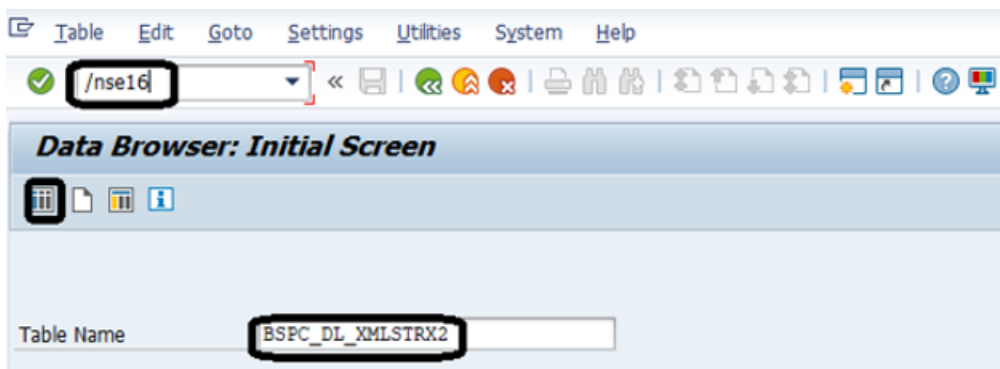 Table Edit Goto Settings Utilities System Help
/nse16
Data Browser: Initial Screen
Table Name BSPC_DL_XMLSTRX2